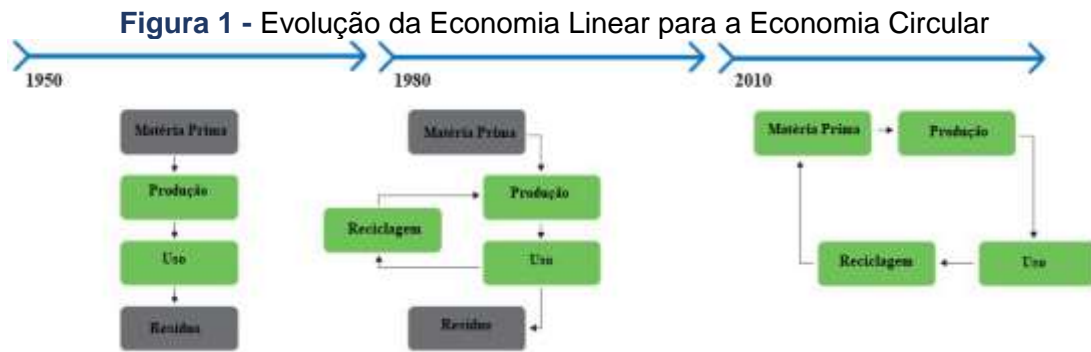 Figura 1 - Evolução da Economia Linear para a Economia Circular
1950
1980
2010
Matéria Prima
Produção
Uso
Resíduo
Matéria Prima
Produção
Reciclagem
Uso
Resíduo
Matéria Prima
Produção
Reciclagem
Uso